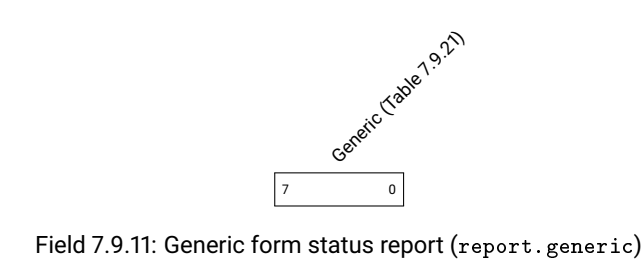 Generic (Table 7.9.21)
7 0
Field 7.9.11: Generic form status report (report.generic)